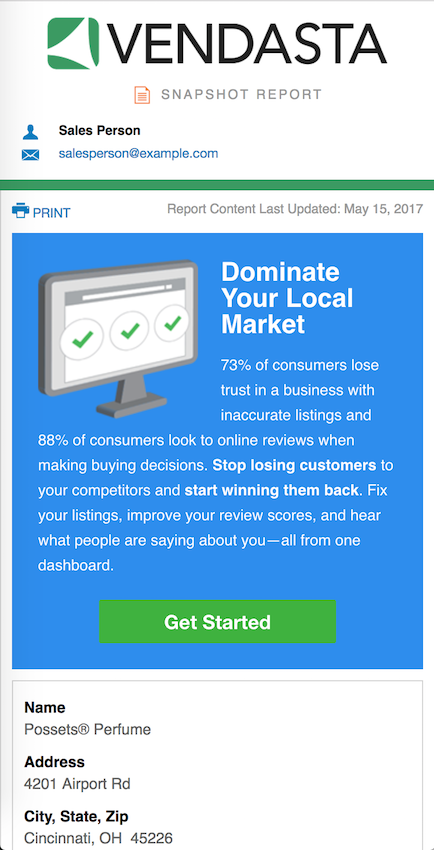 VENDASTA
SNAPSHOT REPORT
Sales Person
salesperson@example.com
PRINT
Report Content Last Updated: May 15, 2017
Dominate
Your Local
Market
73% of consumers lose
trust in a business with
inaccurate listings and
88% of consumers look to online reviews when
making buying decisions. Stop losing customers to
your competitors and start winning them back. Fix
your listings, improve your review scores, and hear
what people are saying about you—all from one
dashboard.
Get Started
Name
Possets® Perfume
Address
4201 Airport Rd
City, State, Zip
Cincinnati, OH  45226